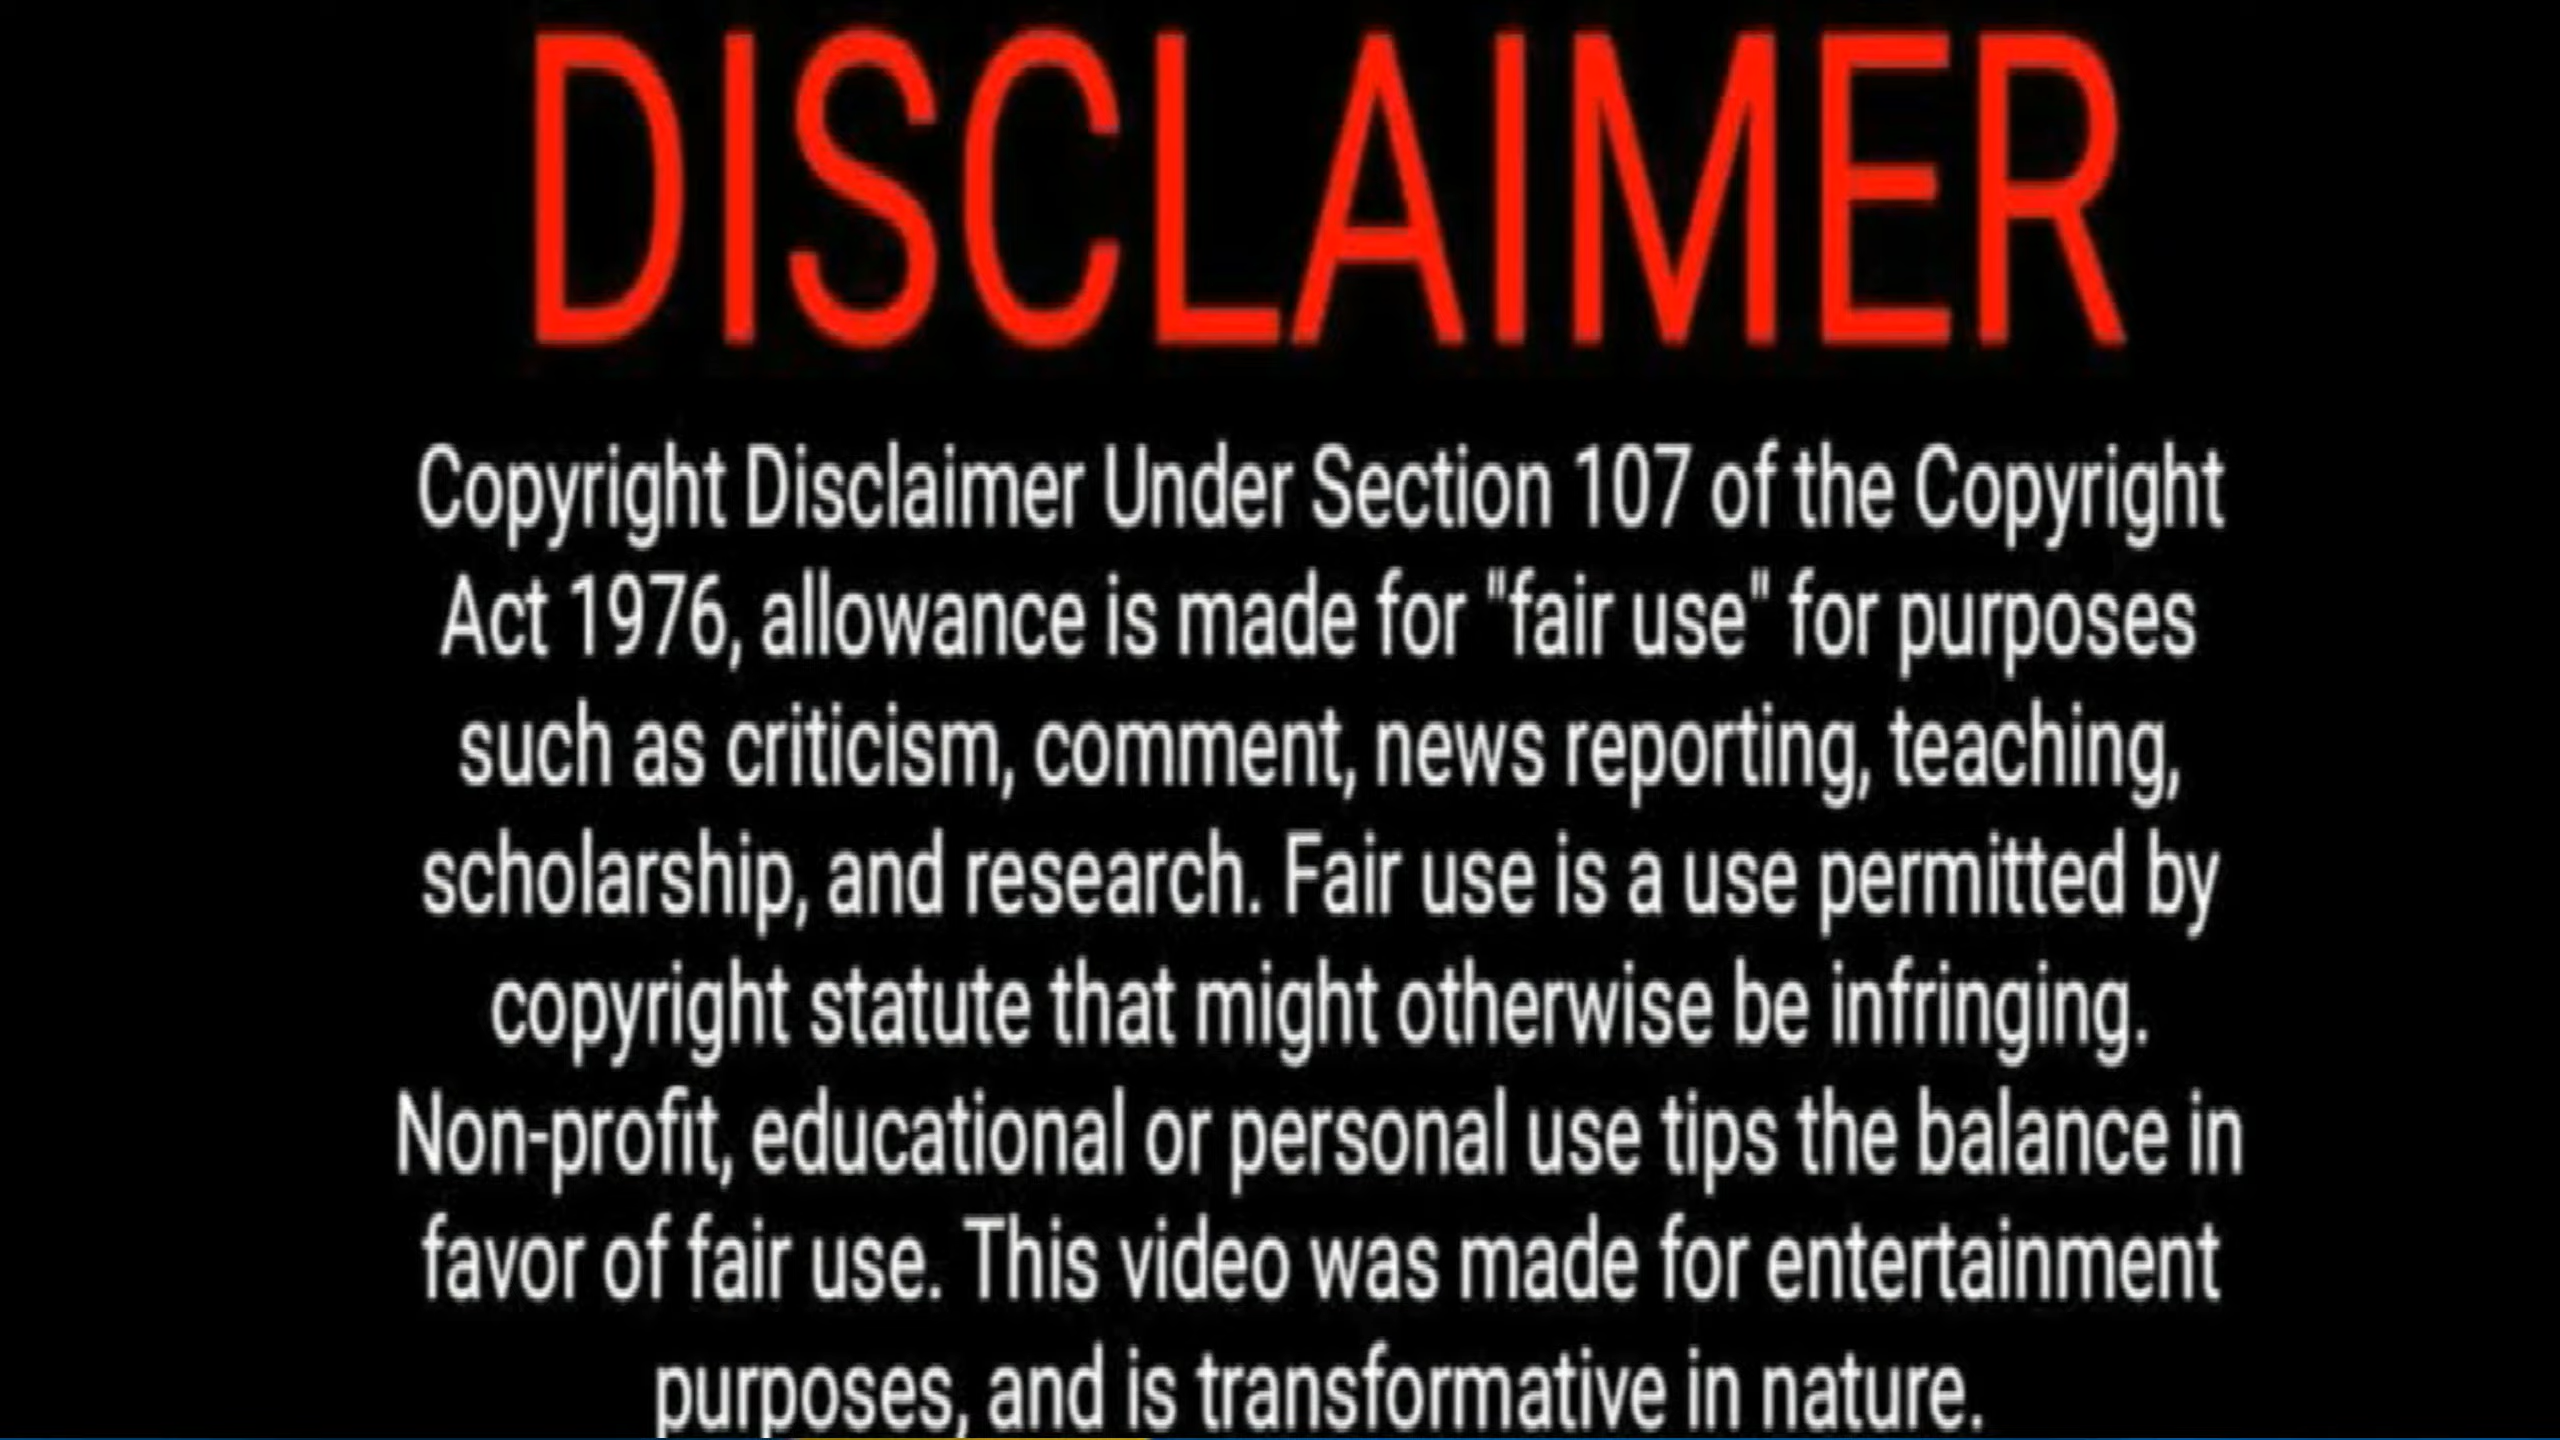 DISCLAIMER
Copyright Disclaimer Under Section 107 of the Copyright
Act 1976, allowance is made for "fair use" for purposes
such as criticism, comment, news reporting, teaching,
scholarship, and research. Fair use is a use permitted by
copyright statute that might otherwise be infringing.
Non-profit, educational or personal use tips the balance in
favor of fair use. This video was made for entertainment
purposes, and is transformative in nature.